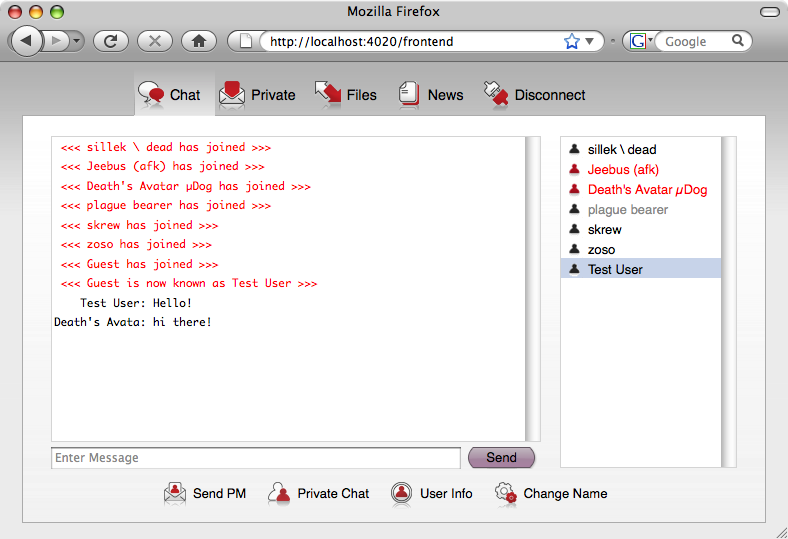 Mozilla Firefox
http://localhost:4020/frontend
G Google
Chat Private Files News Disconnect
<<< sillek \ dead has joined >>>
<<< Jeebus (afk) has joined >>>
<<< Death's Avatar µDog has joined >>>
<<< plague bearer has joined >>>
<<< skrew has joined >>>
<<< zoso has joined >>>
<<< Guest has joined >>>
<<< Guest is now known as Test User >>>
Test User: Hello!
Death's Avata: hi there!
sillek \ dead
Jeebus (afk)
Death's Avatar µDog
plague bearer
skrew
zoso
Test User
Enter Message
Send
Send PM Private Chat User Info Change Name